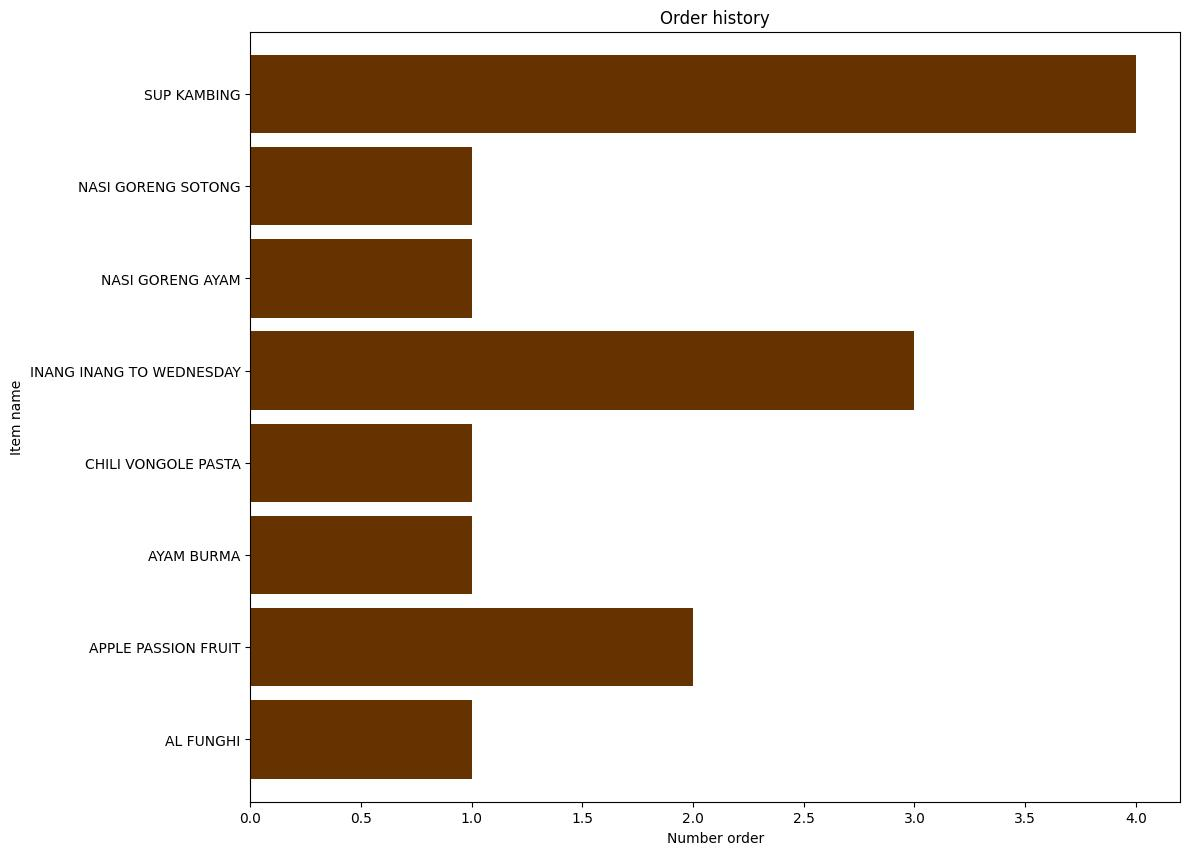 Order history
Item name
SUP KAMBING
NASI GORENG SOTONG
NASI GORENG AYAM
INANG INANG TO WEDNESDAY
CHILI VONGOLE PASTA
AYAM BURMA
APPLE PASSION FRUIT
AL FUNGHI
0.0 0.5 1.0 1.5 2.0 2.5 3.0 3.5 4.0
Number order